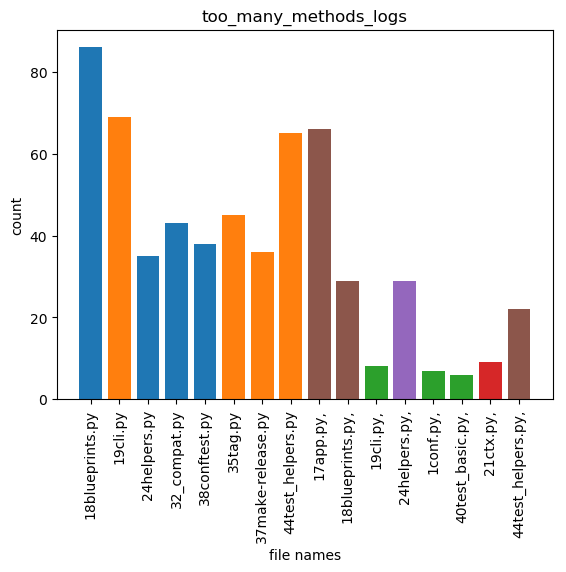 too_many_methods_logs
count
80
60
40
20
0
18blueprints.py
19cli.py
24helpers.py
32_compat.py
38conftest.py
35tag.py
37make-release.py
44test_helpers.py
17app.py,
18blueprints.py,
19cli.py,
24helpers.py,
1conf.py,
40test_basic.py,
21ctx.py,
44test_helpers.py,
file names